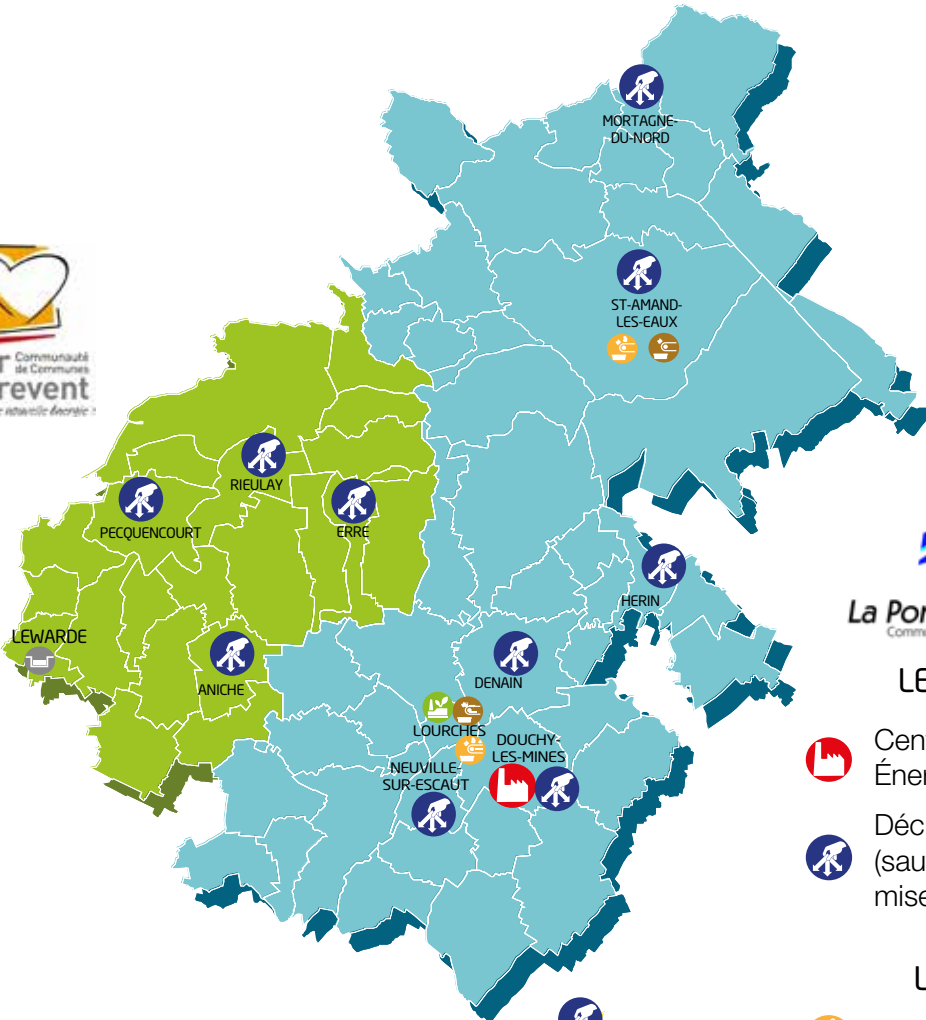 MORTAGNE-
DU-NORD
ST-AMAND-
LES-EAUX
Communauté
de Communes
RIEULAY
PECQUENCOURT
ERRE
HERIN
La Por
LEWARDE
ANICHE
DENAIN
LOURCHES
DOUCHY-
LES-MINES
NEUVILLE-
SUR-ESCAUT
LE
Cent
Éner
Déc
(sau
mise
L